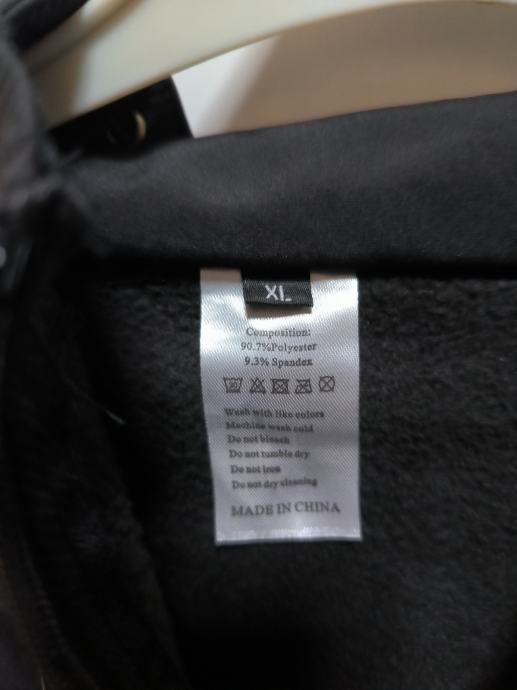 XL
Composition:
90.7%Polyester
9.3% Spandex
Wash with like colors
Machine wash cold
Do not bleach
Do not tumble dry
Do not iron
Do not dry cleaning
MADE IN CHINA